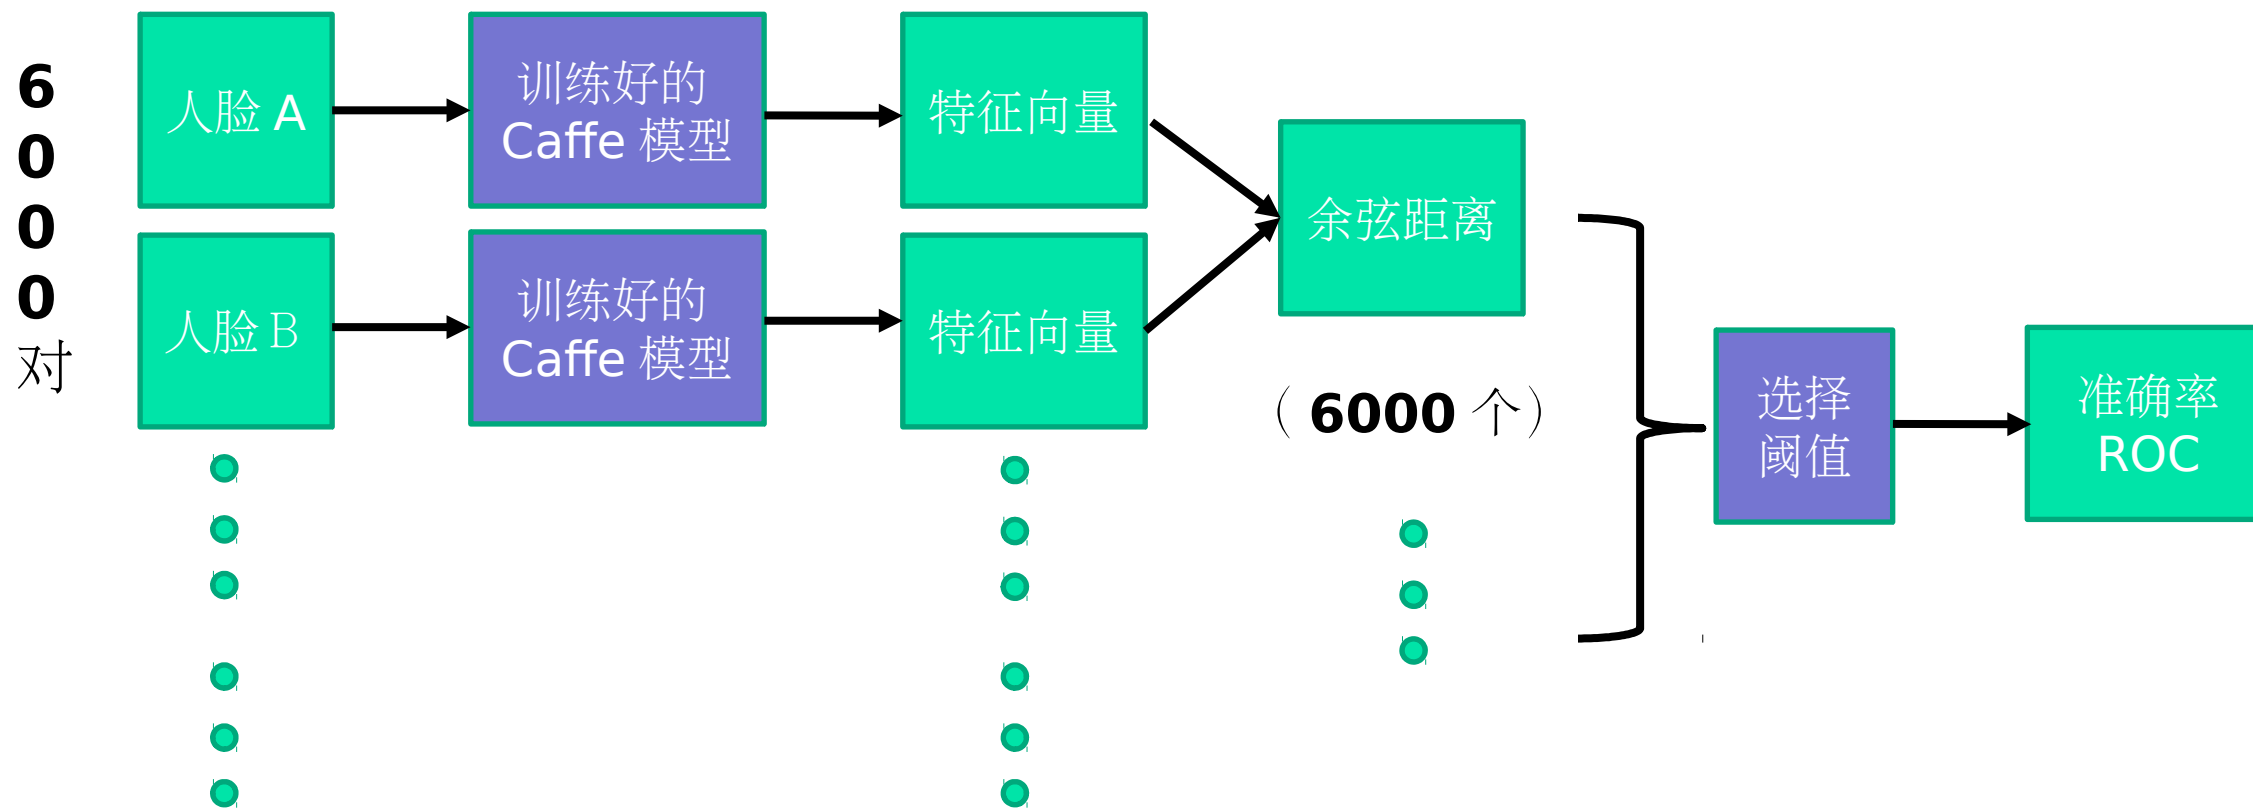 6
0
0
0
对
人脸 A
训练好的
Caffe 模型
特征向量
人脸 B
训练好的
Caffe 模型
特征向量
余弦距离
（ 6000 个）
选择
阈值
准确率
ROC